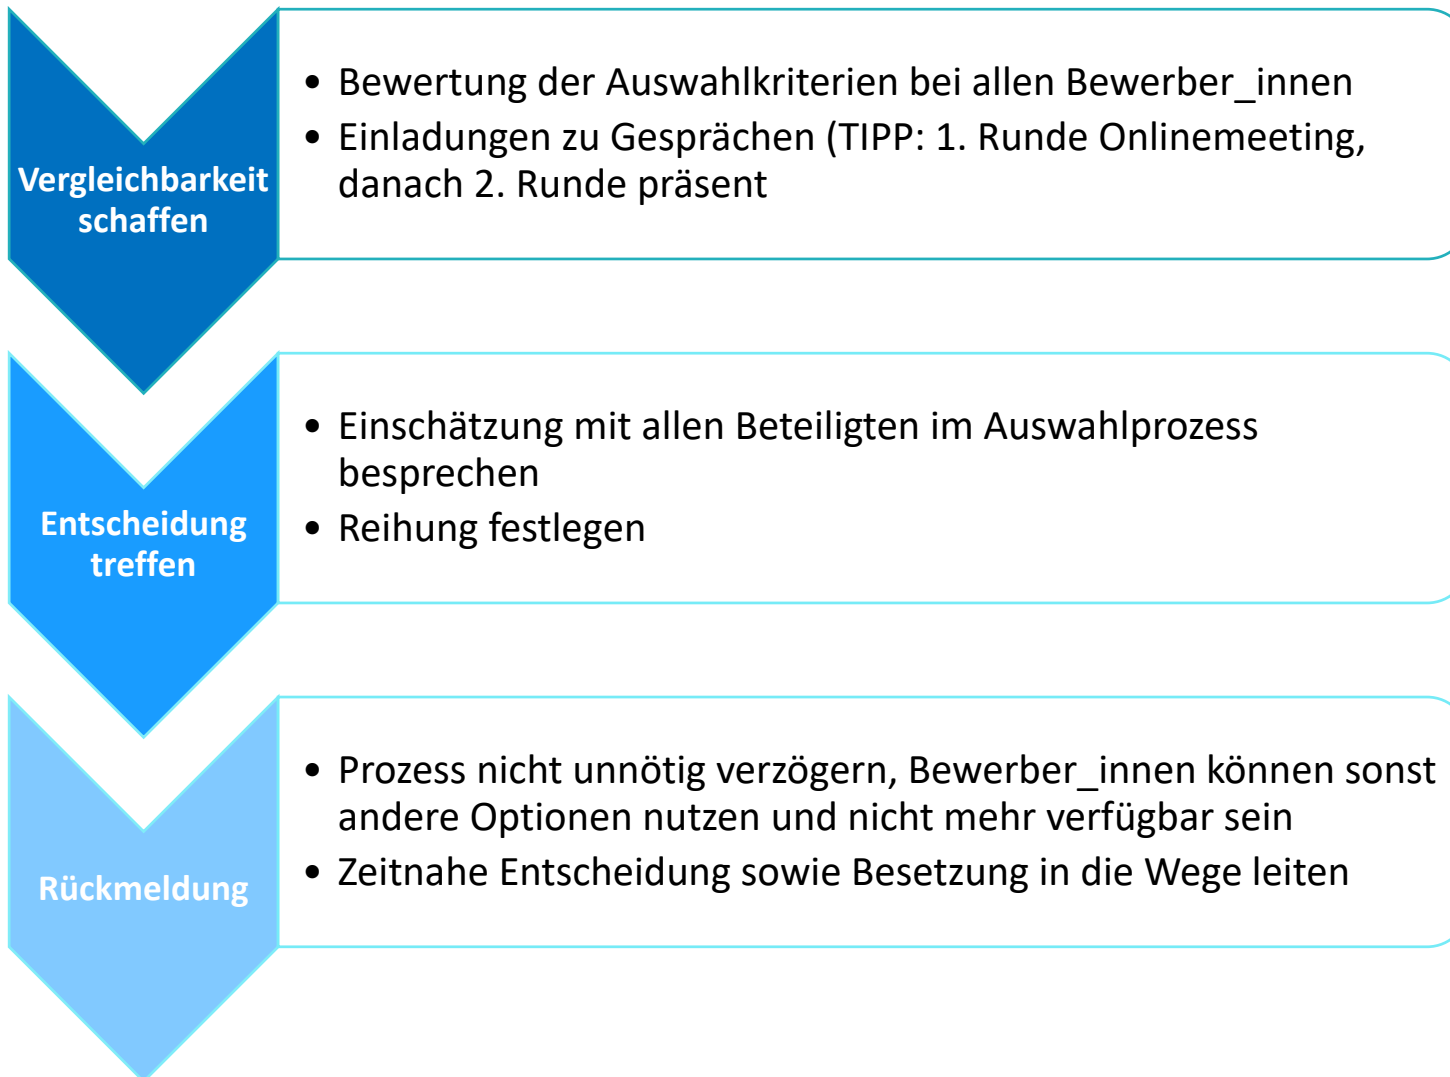 Vergleichbarkeit
schaffen
• Bewertung der Auswahlkriterien bei allen Bewerber_innen
• Einladungen zu Gesprächen (TIPP: 1. Runde Onlinemeeting,
danach 2. Runde präsent
Entscheidung
treffen
• Einschätzung mit allen Beteiligten im Auswahlprozess
besprechen
• Reihung festlegen
Rückmeldung
• Prozess nicht unnötig verzögern, Bewerber_innen können sonst
andere Optionen nutzen und nicht mehr verfügbar sein
• Zeitnahe Entscheidung sowie Besetzung in die Wege leiten